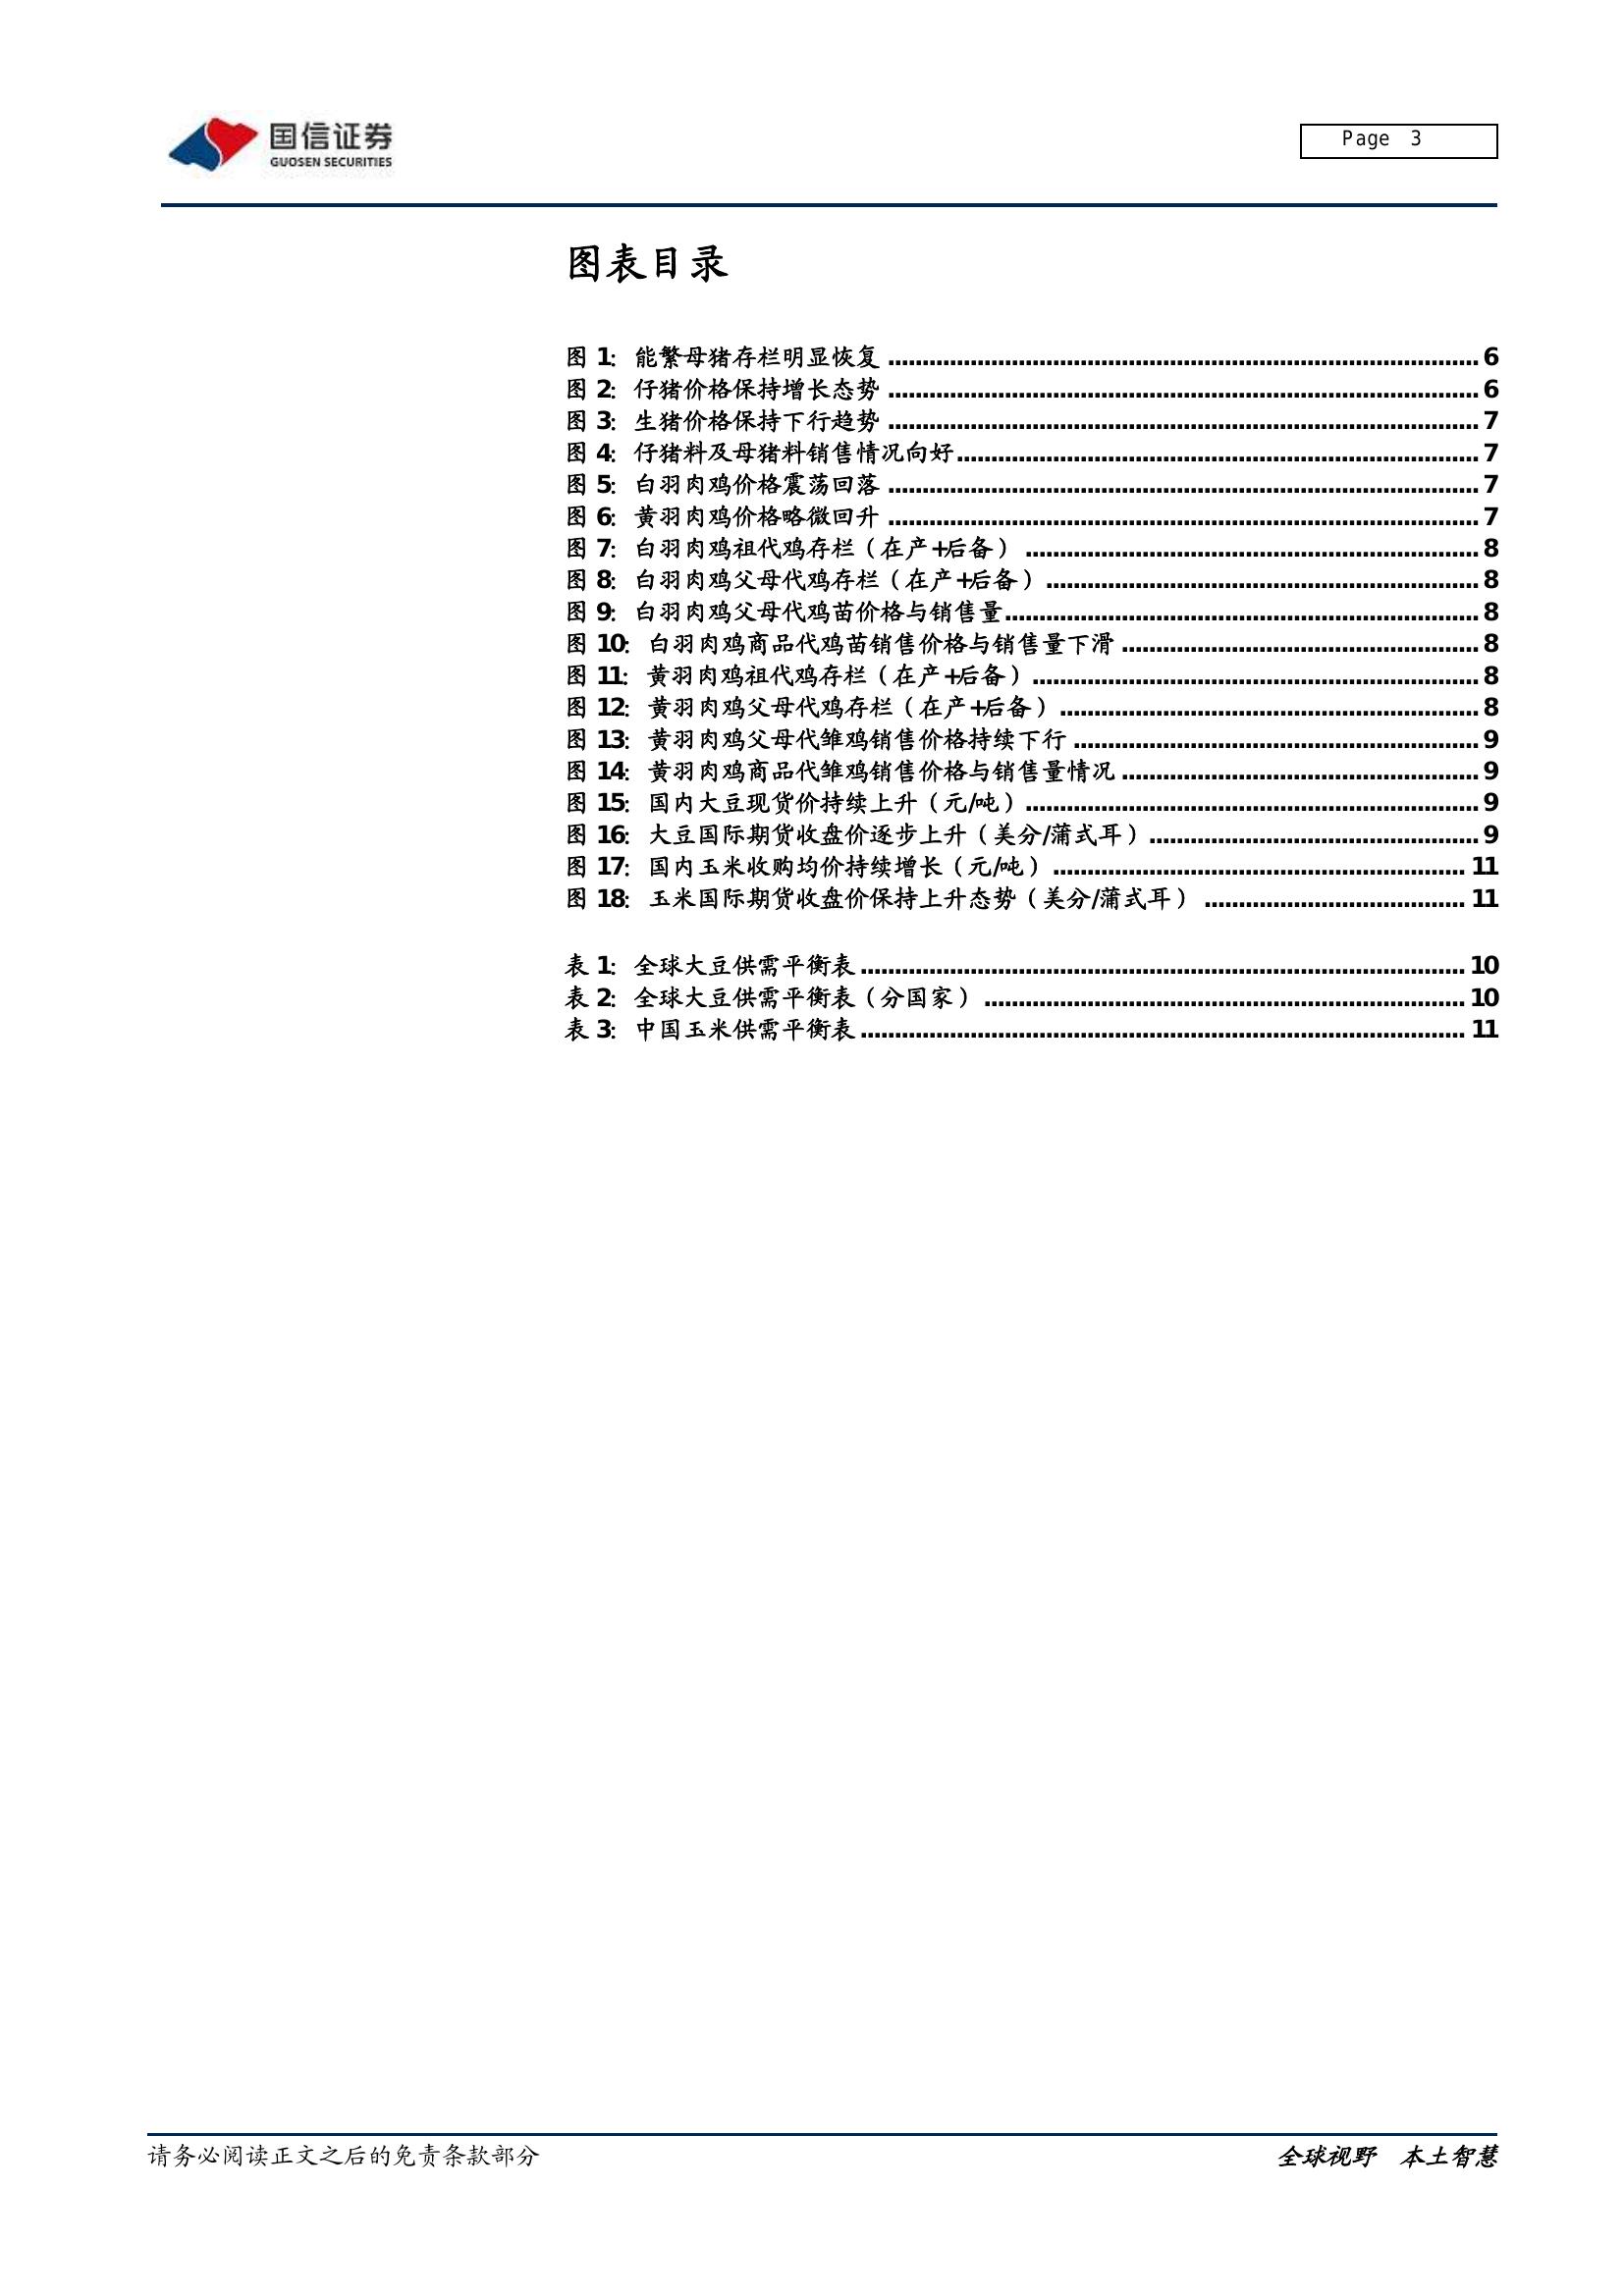 国信证券
GUOSEN SECURITIES
Page 3
图表目录
图 1：能繁母猪存栏明显恢复 ........ 6
图 2：仔猪价格保持增长态势 ........ 6
图 3：生猪价格保持下行趋势 ........ 7
图 4：仔猪料及母猪料销售情况向好 ........ 7
图 5：白羽肉鸡价格震荡回落 ........ 7
图 6：黄羽肉鸡价格略微回升 ........ 7
图 7：白羽肉鸡祖代鸡存栏（在产+后备） ........ 8
图 8：白羽肉鸡父母代鸡存栏（在产+后备） ........ 8
图 9：白羽肉鸡父母代鸡苗价格与销售量 ........ 8
图 10：白羽肉鸡商品代鸡苗销售价格与销售量下滑 ........ 8
图 11：黄羽肉鸡祖代鸡存栏（在产+后备） ........ 8
图 12：黄羽肉鸡父母代鸡存栏（在产+后备） ........ 8
图 13：黄羽肉鸡父母代雏鸡销售价格持续下行 ........ 9
图 14：黄羽肉鸡商品代雏鸡销售价格与销售量情况 ........ 9
图 15：国内大豆现货价持续上升（元/吨） ........ 9
图 16：大豆国际期货收盘价逐步上升（美分/蒲式耳） ........ 9
图 17：国内玉米收购均价持续增长（元/吨） ........ 11
图 18：玉米国际期货收盘价保持上升态势（美分/蒲式耳） ........ 11
表 1：全球大豆供需平衡表 ........ 10
表 2：全球大豆供需平衡表（分国家） ........ 10
表 3：中国玉米供需平衡表 ........ 11
请务必阅读正文之后的免责条款部分
全球视野 本土智慧